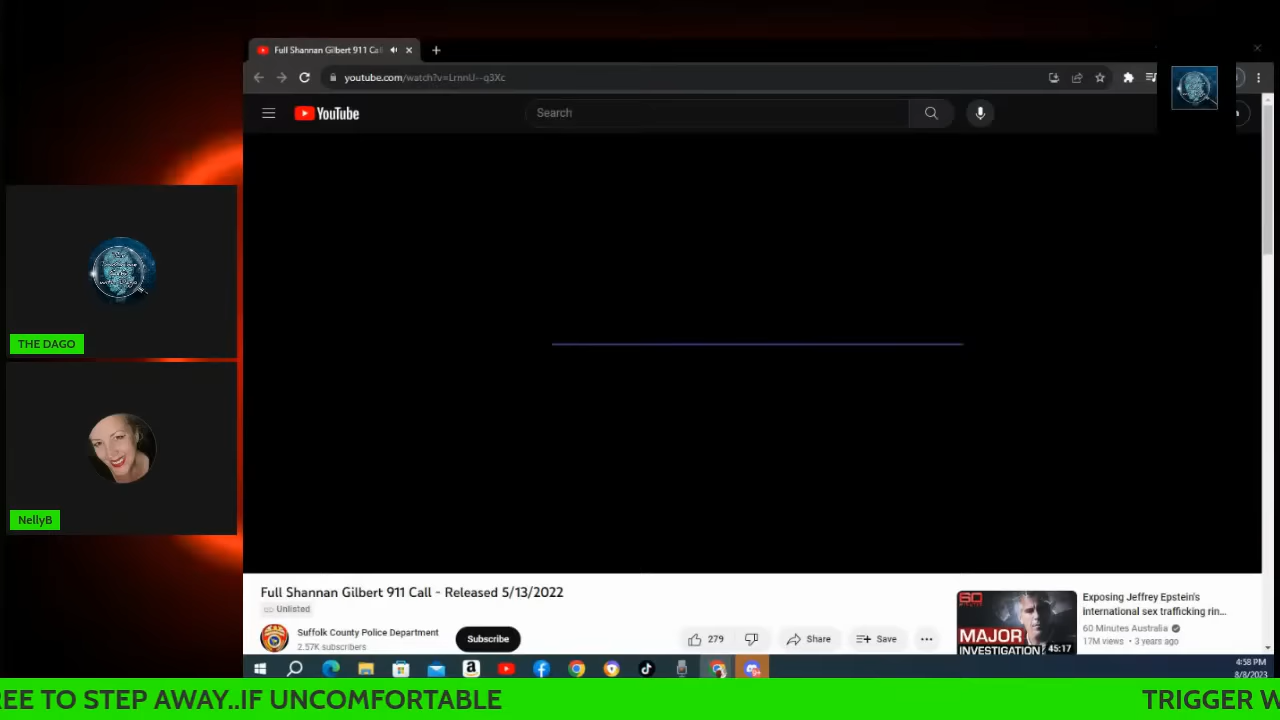 Full Shannan Gilbert 911 Ca
youtube.com/watch?v=LrnnU--q3Xc
YouTube
Search
THE DAGO
NellyB
Full Shannan Gilbert 911 Call - Released 5/13/2022
Unlisted
Suffolk County Police Department
2.57K subscribers
Subscribe
279
Share
Save
60
MAJOR
INVESTIGATION
45:17
Exposing Jeffrey Epstein's
international sex trafficking rin...
60 Minutes Australia
17M views • 3 years ago
4:58 PM
8/8/2023
REE TO STEP AWAY..IF UNCOMFORTABLE
TRIGGER W